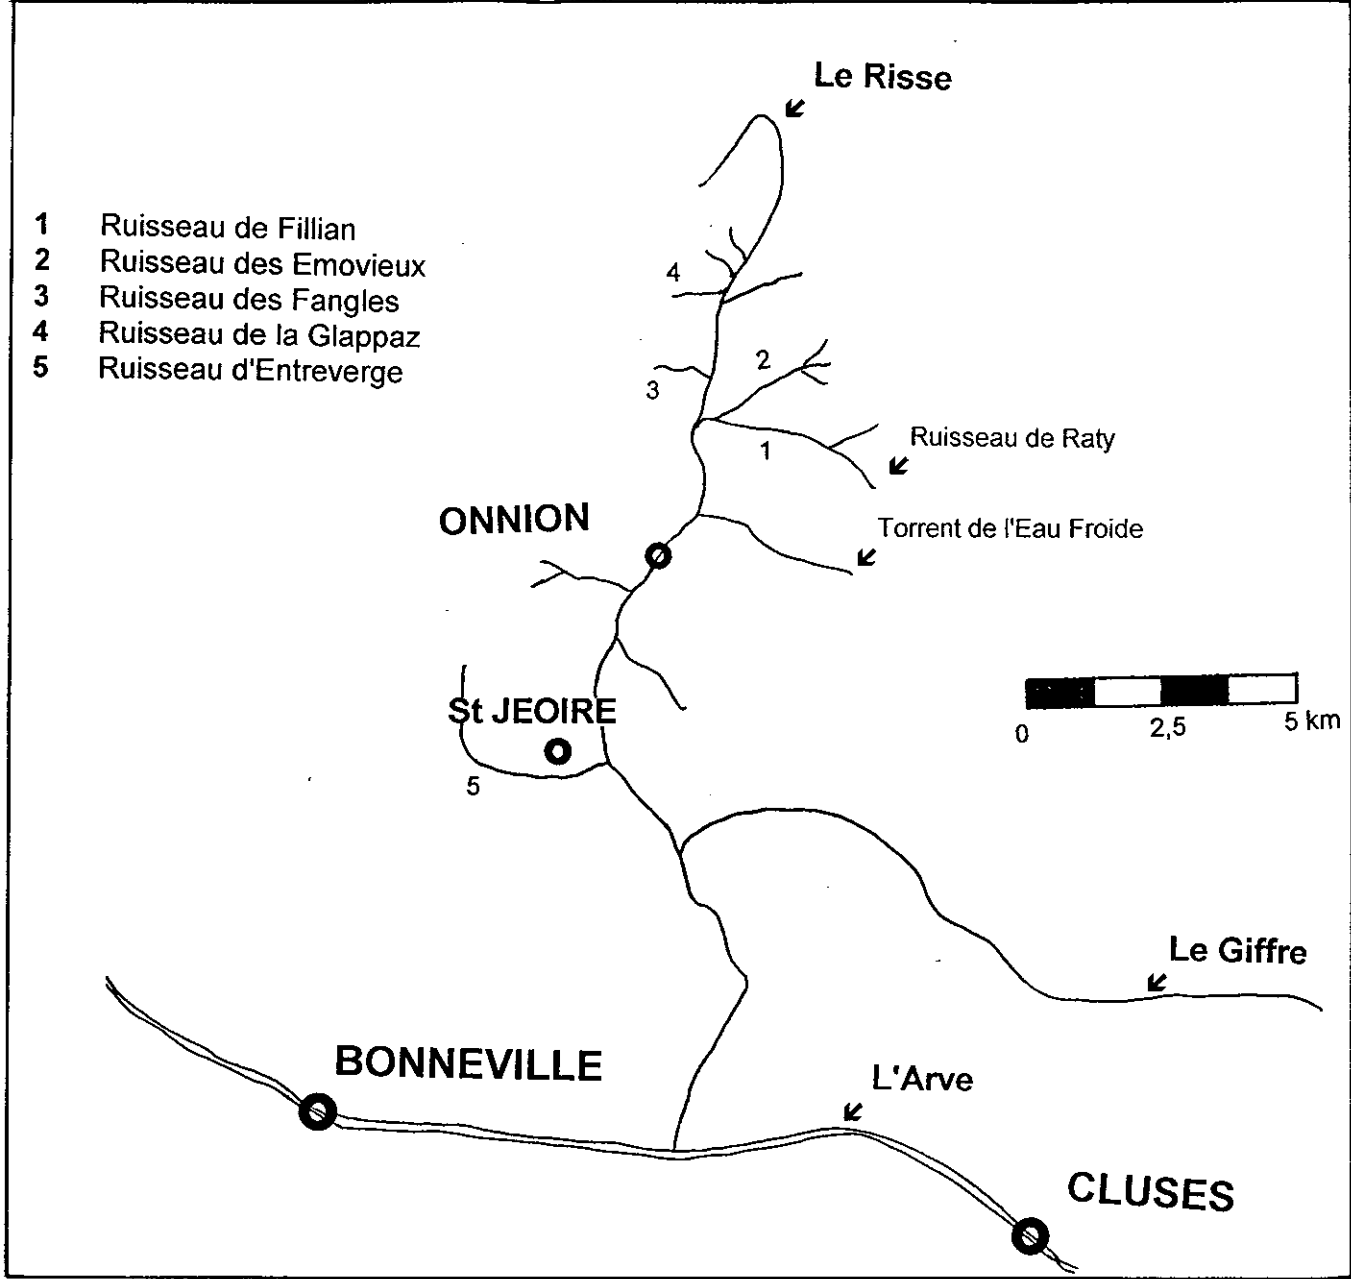 Le Risse
1 Ruisseau de Fillian
2 Ruisseau des Emovieux
3 Ruisseau des Fangles
4 Ruisseau de la Glappaz
5 Ruisseau d'Entreverge
4
2
3
1
Ruisseau de Raty
ONNION
Torrent de l'Eau Froide
St JEOIRE
0
2,5
5 km
5
Le Giffre
BONNEVILLE
L'Arve
CLUSES